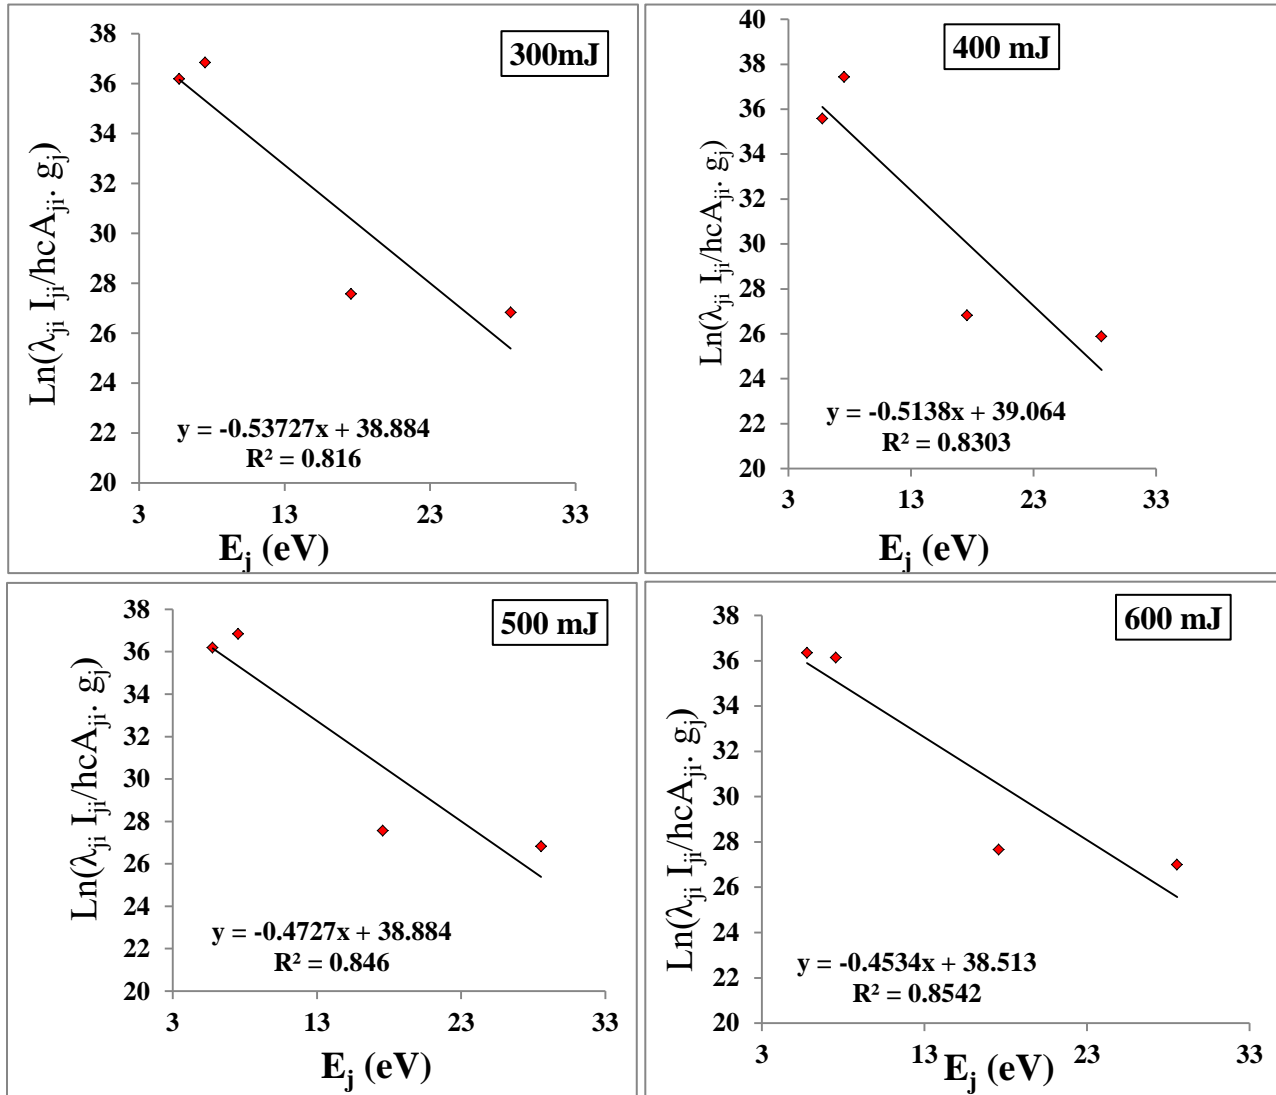 300mJ
38
36
34
32
30
28
26
24
22
20
Ln(λji Iji/hcAji. gj)
y = -0.53727x + 38.884
R² = 0.816
3 13 23 33
Ej (eV)
400 mJ
40
38
36
34
32
30
28
26
24
22
20
Ln(λji Iji/hcAji. gj)
y = -0.5138x + 39.064
R² = 0.8303
3 13 23 33
Ej (eV)
500 mJ
38
36
34
32
30
28
26
24
22
20
Ln(λji Iji/hcAji. gj)
y = -0.4727x + 38.884
R² = 0.846
3 13 23 33
Ej (eV)
600 mJ
38
36
34
32
30
28
26
24
22
20
Ln(λji Iji/hcAji. gj)
y = -0.4534x + 38.513
R² = 0.8542
3 13 23 33
Ej (eV)